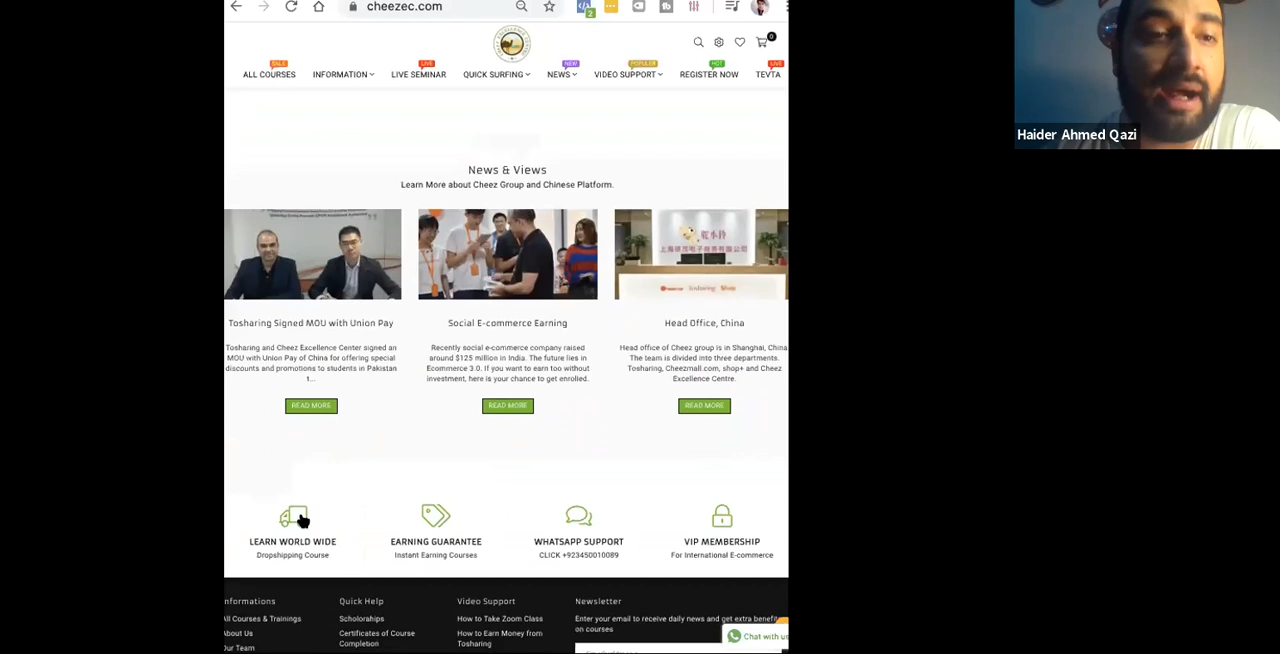 cheezec.com
2
Haider Ahmed Qazi
0
SALE
LIVE
NEW
POPULER
HOT
LIVE
ALL COURSES
INFORMATION
LIVE SEMINAR
QUICK SURFING
NEWS
VIDEO SUPPORT
REGISTER NOW
TEVTA
News & Views
Learn More about Cheez Group and Chinese Platform.
Tosharing Signed MOU with Union Pay
Tosharing and Cheez Excellence Center signed an
MOU with Union Pay of China for offering special
discounts and promotions to students in Pakistan
t...
READ MORE
Social E-commerce Earning
Recently social e-commerce company raised
around $125 million in India. The future lies in
Ecommerce 3.0. If you want to earn too without
investment, here is your chance to get enrolled.
READ MORE
Head Office, China
Head office of Cheez group is in Shanghai, China
The team is divided into three departments.
Tosharing, Cheezmall.com, shop+ and Cheez
Excellence Centre.
READ MORE
LEARN WORLD WIDE
Dropshipping Course
EARNING GUARANTEE
Instant Earning Courses
WHATSAPP SUPPORT
CLICK +923450010089
VIP MEMBERSHIP
For International E-commerce
nformations
All Courses & Trainings
About Us
Our Team
Quick Help
Scholorships
Certificates of Course
Completion
Video Support
How to Take Zoom Class
How to Earn Money from
Tosharing
Newsletter
Enter your email to receive daily news and get extra benefit
on courses
Chat with us